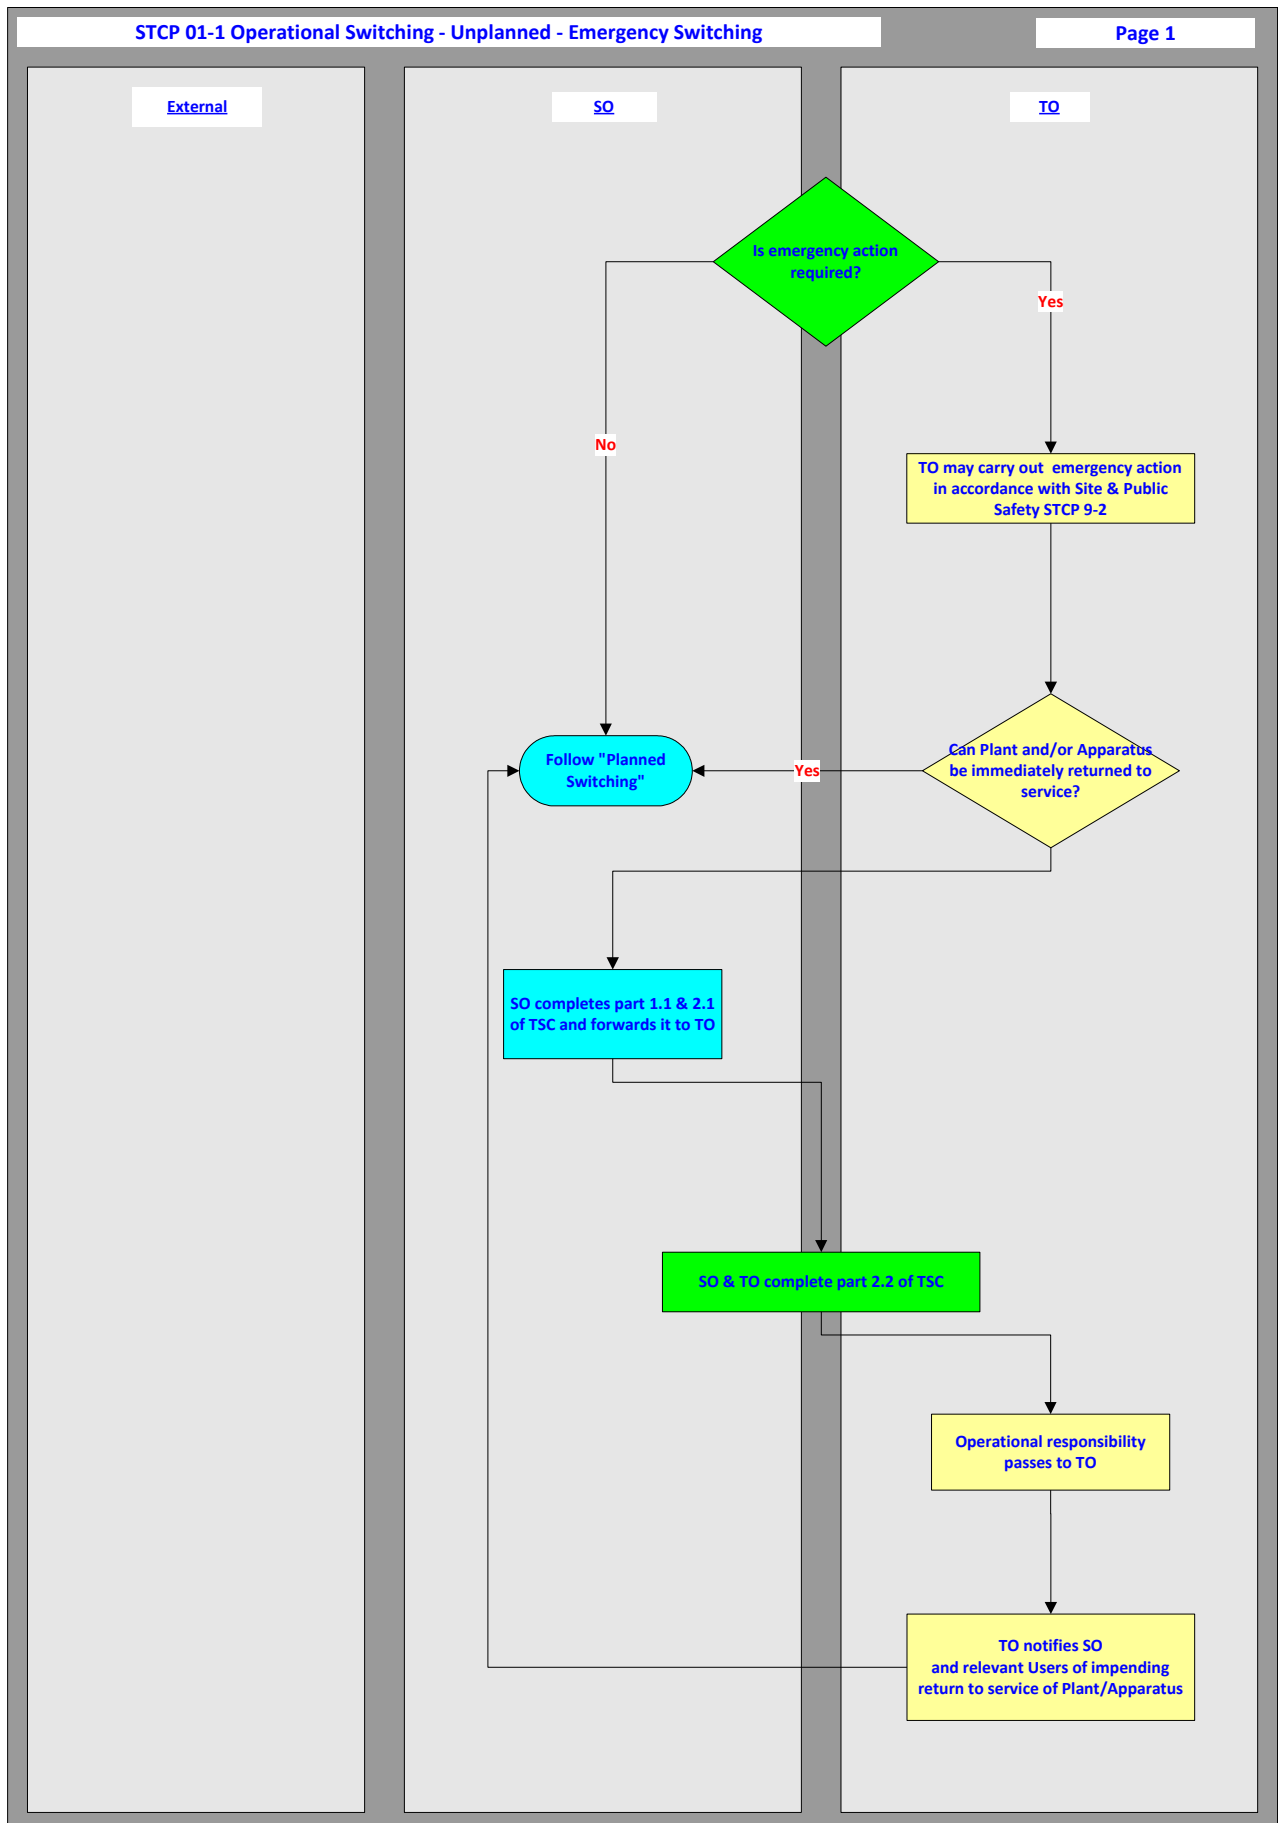 STCP 01-1 Operational Switching - Unplanned - Emergency Switching
Page 1
External
SO
TO
Is emergency action
required?
Yes
No
TO may carry out  emergency action
in accordance with Site & Public
Safety STCP 9-2
Follow "Planned
Switching"
Yes
Can Plant and/or Apparatus
be immediately returned to
service?
SO completes part 1.1 & 2.1
of TSC and forwards it to TO
SO & TO complete part 2.2 of TSC
Operational responsibility
passes to TO
TO notifies SO
and relevant Users of impending
return to service of Plant/Apparatus